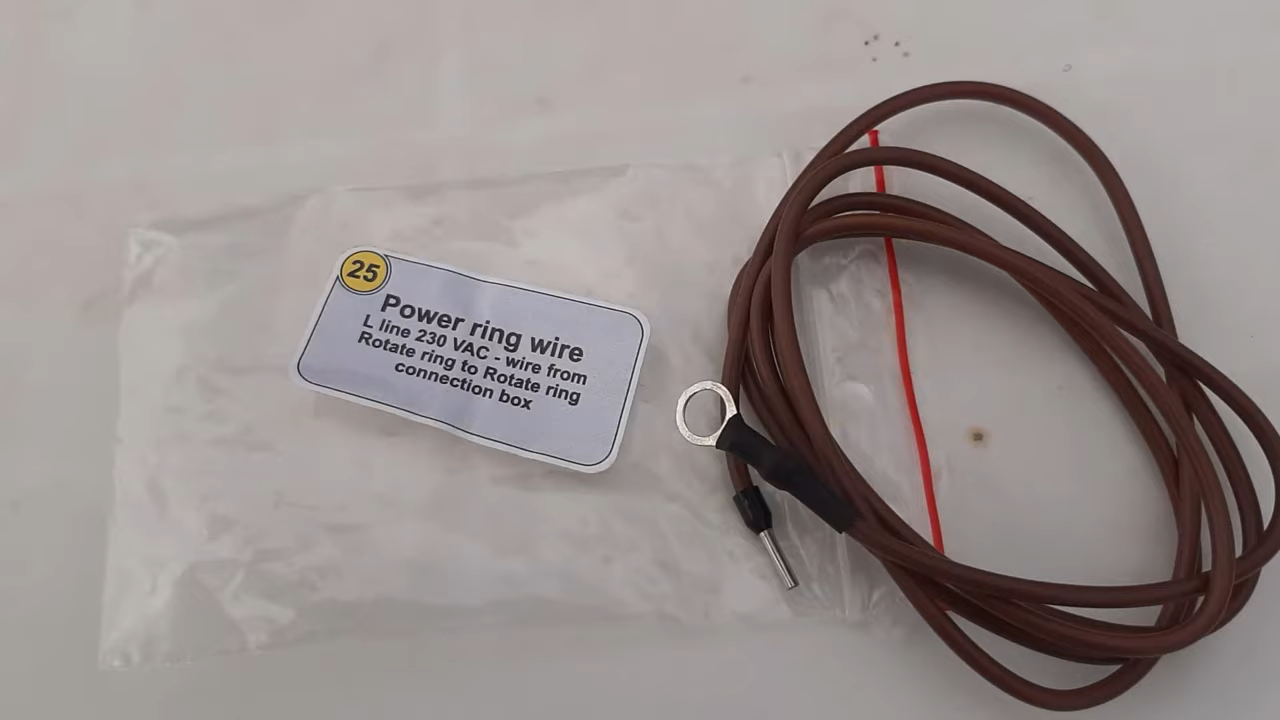 25
Power ring wire
L line 230 VAC - wire from
Rotate ring to Rotate ring
connection box